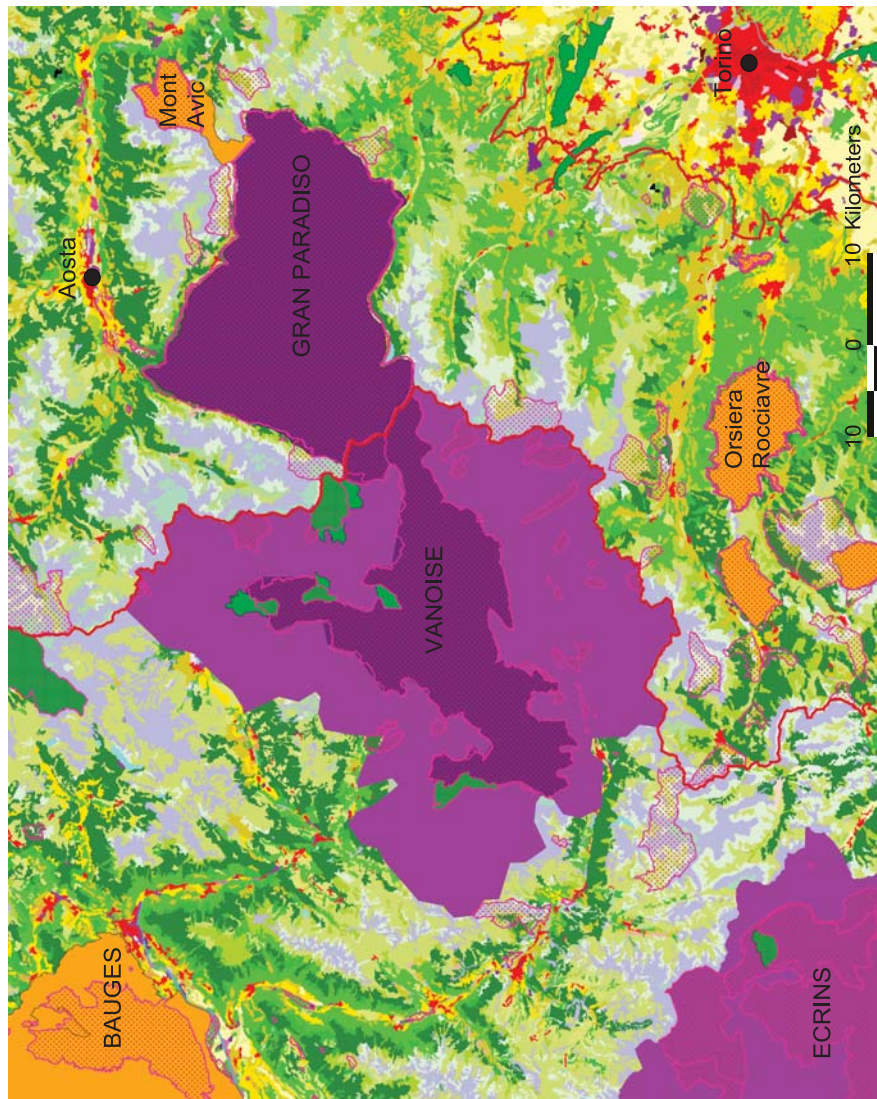 Aosta
Mont
Avic
GRAN PARADISO
Torino
BAUGES
VANOISE
Orsiera
Rocciavre
ECRINS
10 0 10 Kilometers